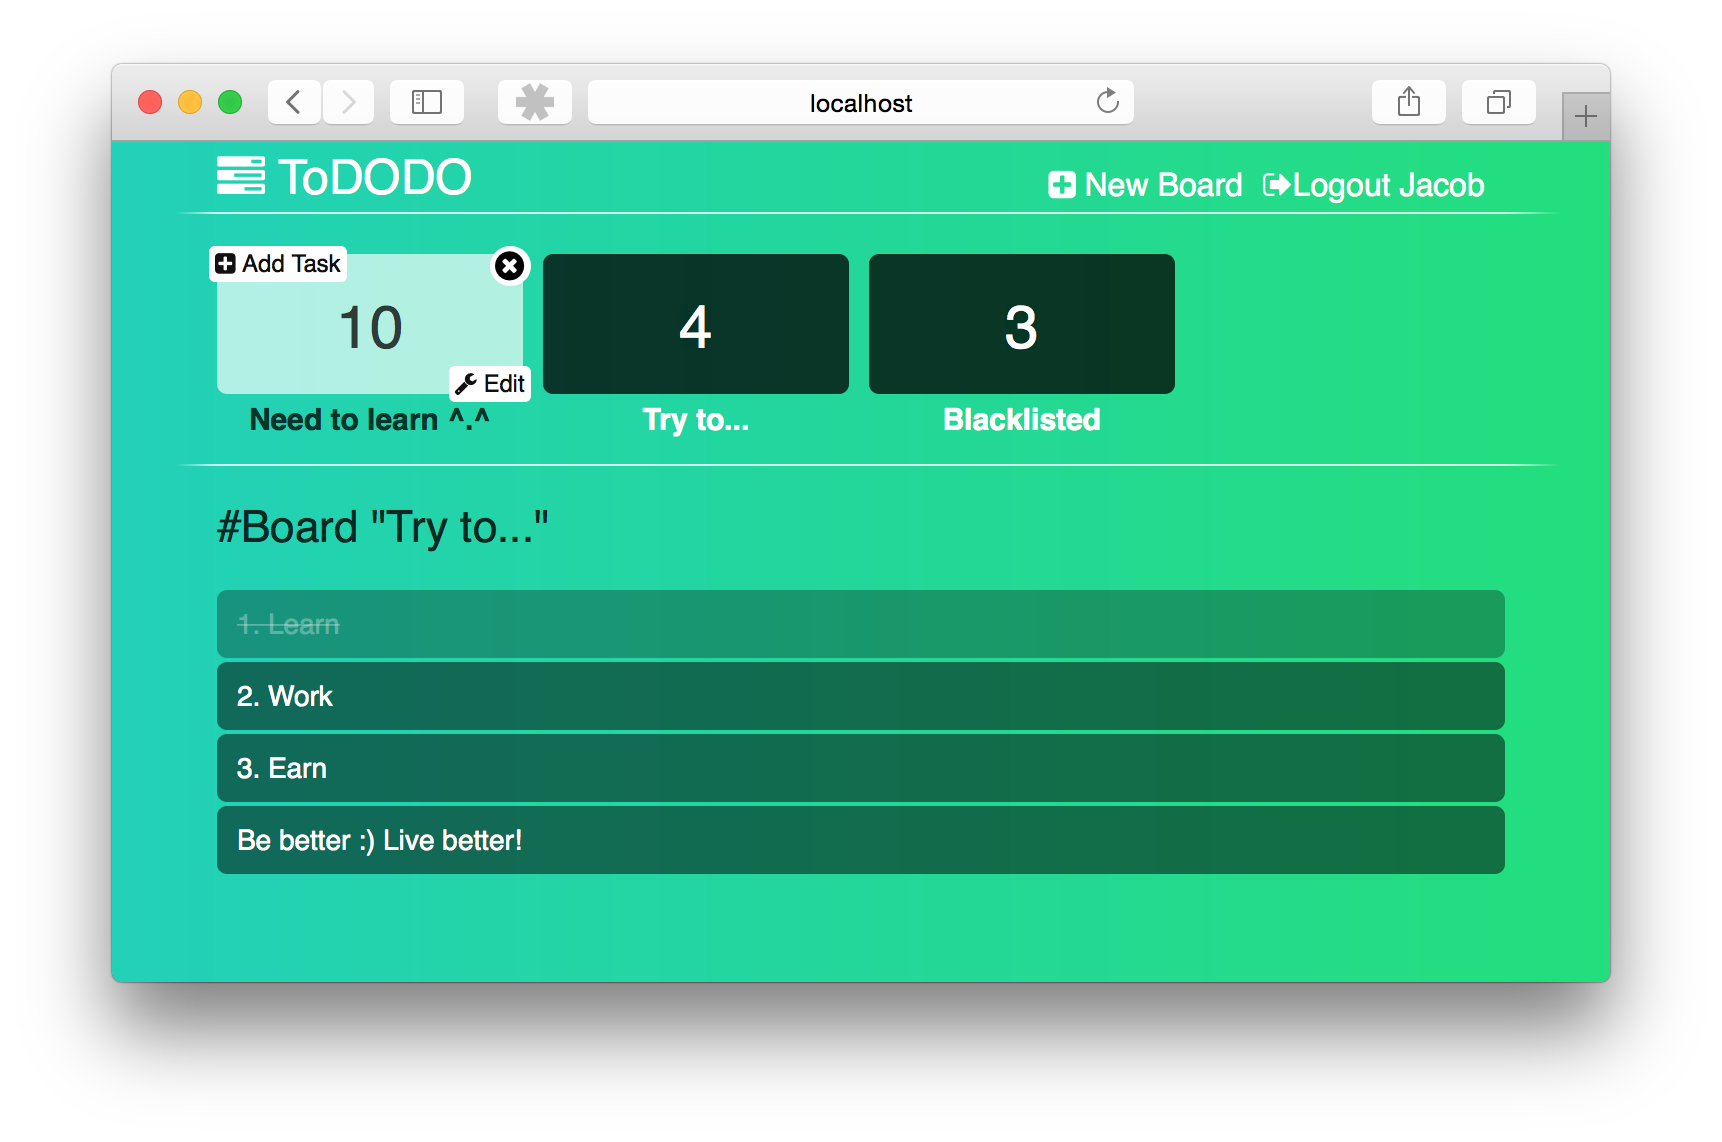 localhost
ToDODO
New Board Logout Jacob
Add Task
10 4 3
Edit
Need to learn ^.^ Try to... Blacklisted
#Board "Try to..."
1. Learn
2. Work
3. Earn
Be better :) Live better!